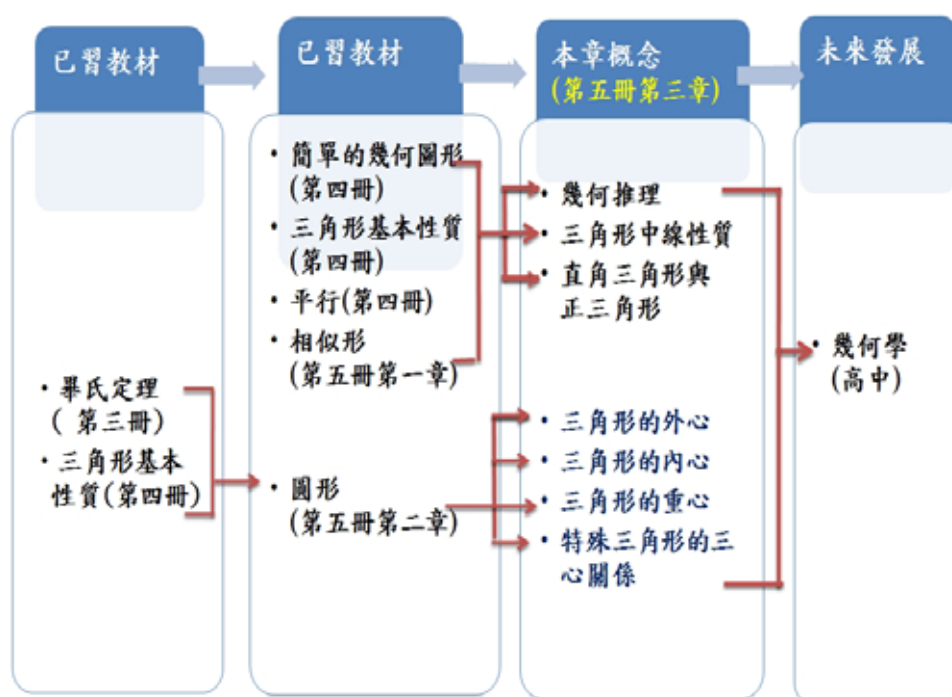 已習教材
已習教材
本章概念
(第五冊第三章)
未來發展
• 畢氏定理
( 第三冊)
• 三角形基本
性質(第四冊)
• 簡單的幾何圖形
(第四冊)
• 三角形基本性質
(第四冊)
• 平行(第四冊)
• 相似形
(第五冊第一章)
• 圓形
(第五冊第二章)
• 幾何推理
• 三角形中線性質
• 直角三角形與
正三角形
• 三角形的外心
• 三角形的內心
• 三角形的重心
• 特殊三角形的三
心關係
• 幾何學
(高中)